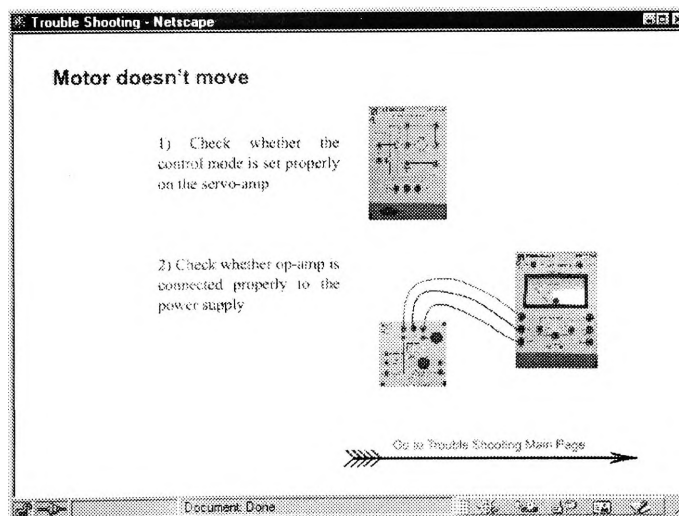 Trouble Shooting - Netscape
Motor doesn't move
1) Check whether the
control mode is set properly
on the servo-amp
2) Check whether op-amp is
connected properly to the
power supply
Go to Trouble Shooting Main Page
Document: Done